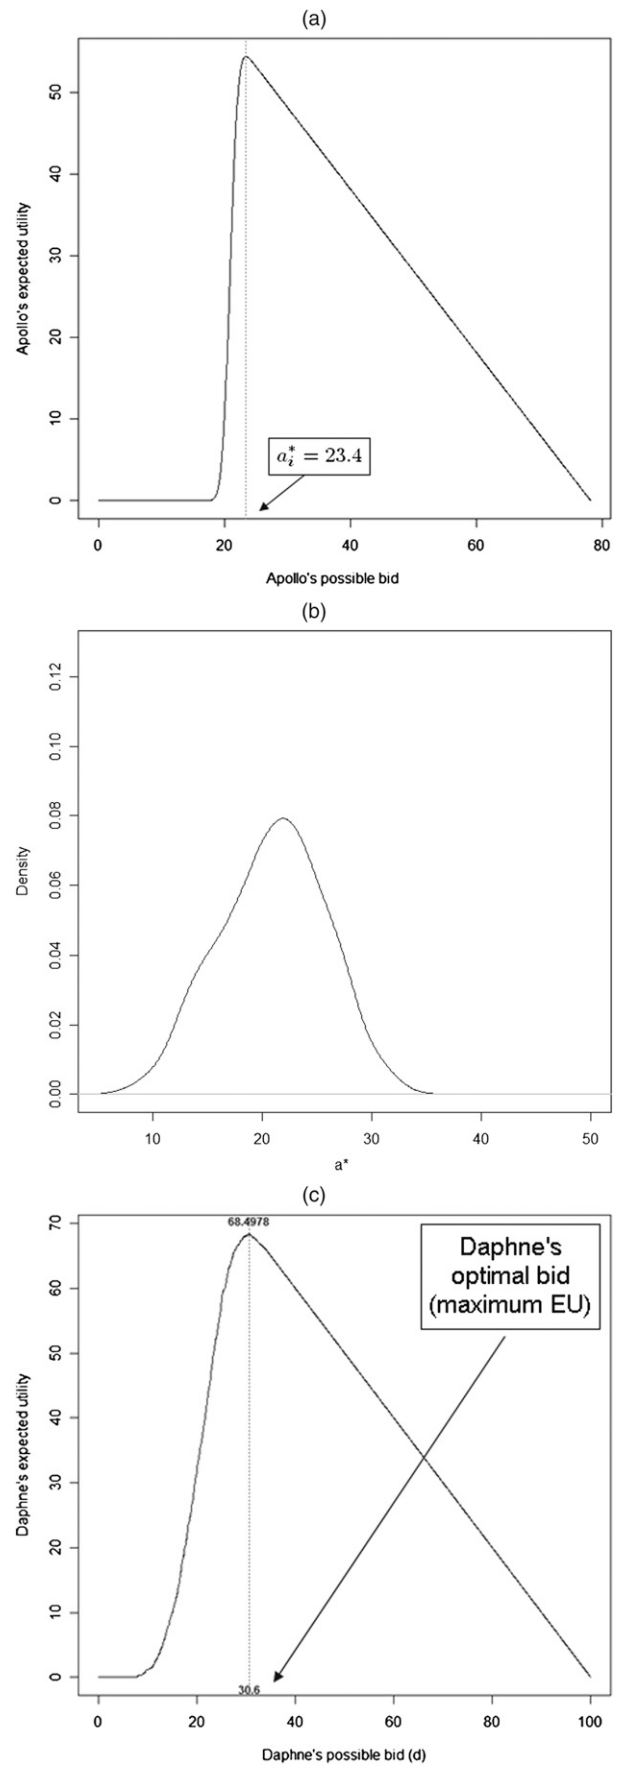 (a)
50
40
30
20
10
0
Apollo's expected utility
a_i^* = 23.4
0 20 40 60 80
Apollo's possible bid
(b)
0.12
0.10
0.08
0.06
0.04
0.02
0.00
Density
10 20 30 40 50
a*
(c)
68.4978
70
60
50
40
30
20
10
0
Daphne's expected utility
Daphne's
optimal bid
(maximum EU)
30.6
0 20 40 60 80 100
Daphne's possible bid (d)